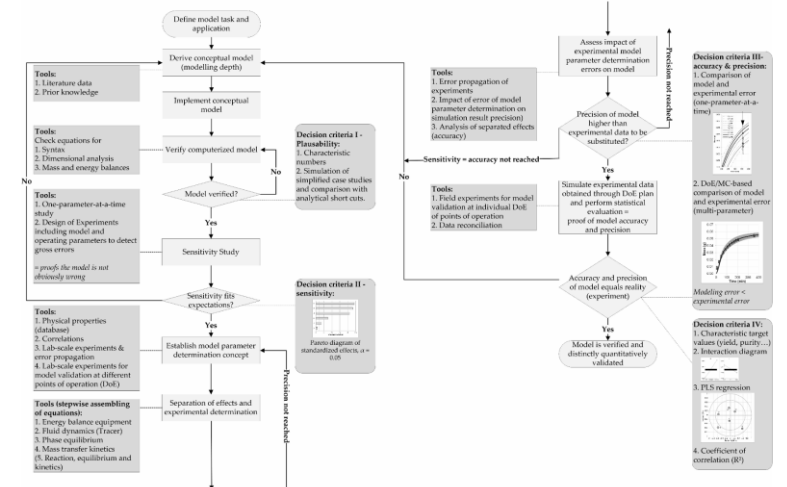 Define model task and
application
Derive conceptual model
(modelling depth)
Tools:
1. Literature data
2. Prior knowledge
Implement conceptual
model
Tools:
Check equations for
1. Syntax
2. Dimensional analysis
3. Mass and energy balances
Verify computerized model
No
Decision criteria I -
Plausability:
1. Characteristic
numbers
2. Simulation of
simplified case studies
and comparison with
analytical short cuts.
No
Model verified?
Yes
Tools:
1. One-parameter-at-a-time
study
2. Design of Experiments
including model and
operating parameters to detect
gross errors
= proofs the model is not
obviously wrong
Sensitivity Study
Sensitivity fits
expectations?
Yes
Decision criteria II -
sensitivity:
Pareto diagram of
standardized effects, α =
0.05
Tools:
1. Physical properties
(database)
2. Correlations
3. Lab-scale experiments &
error propagation
4. Lab-scale experiments for
model validation at different
points of operation (DoE)
Establish model parameter
determination concept
Precision not reached
Tools (stepwise assembling
of equations):
1. Energy balance equipment
2. Fluid dynamics (Tracer)
3. Phase equilibrium
4. Mass transfer kinetics
(5. Reaction, equilibrium and
kinetics)
Separation of effects and
experimental determination
Assess impact of
experimental model
parameter determination
errors on model
Precision not reached
Tools:
1. Error propagation of
experiments
2. Impact of error of model
parameter determination on
simulation result precision)
3. Analysis of separated effects
(accuracy)
Precision of model
higher than
experimental data to be
substituted?
Sensitivity = accuracy not reached
No
Yes
Decision criteria III-
accuracy & precision:
1. Comparison of
model and
experimental error
(one-prameter-at-a-
time)
2. DoE/MC-based
comparison of model
and experimental error
(multi-parameter)
Modeling error <
experimental error
Tools:
1. Field experiments for model
validation at individual DoE
of points of operation
2. Data reconciliation
Simulate experimental data
obtained through DoE plan
and perform statistical
evaluation =
proof of model accuracy
and precision
Accuracy and precision
of model equals reality
(experiment)
Yes
Model is verified and
distinctly quantitatively
validated
Decision criteria IV:
1. Characteristic target
values (yield, purity…)
2. Interaction diagram
3. PLS regression
4. Coefficient of
correlation (R²)